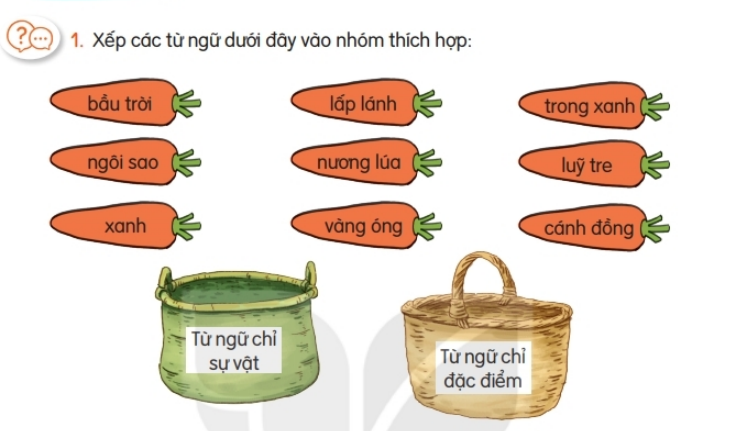 1. Xếp các từ ngữ dưới đây vào nhóm thích hợp:
bầu trời
lấp lánh
trong xanh
ngôi sao
nương lúa
luỹ tre
xanh
vàng óng
cánh đồng
Từ ngữ chỉ
sự vật
Từ ngữ chỉ
đặc điểm